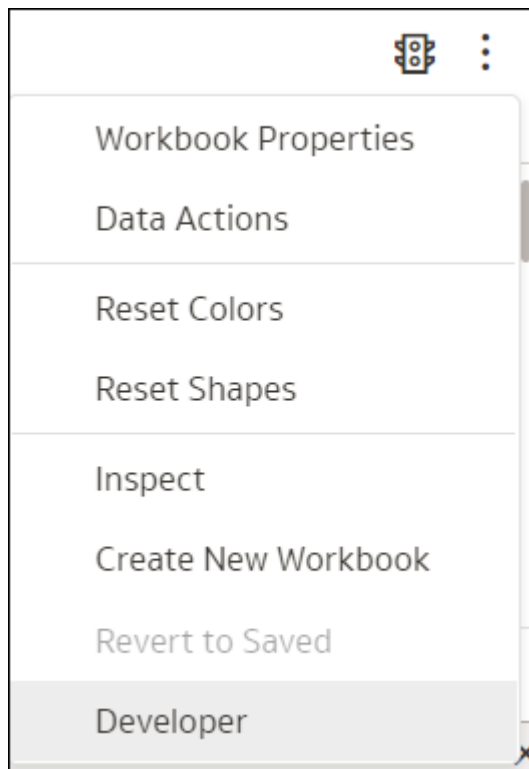 Workbook Properties
Data Actions
Reset Colors
Reset Shapes
Inspect
Create New Workbook
Revert to Saved
Developer